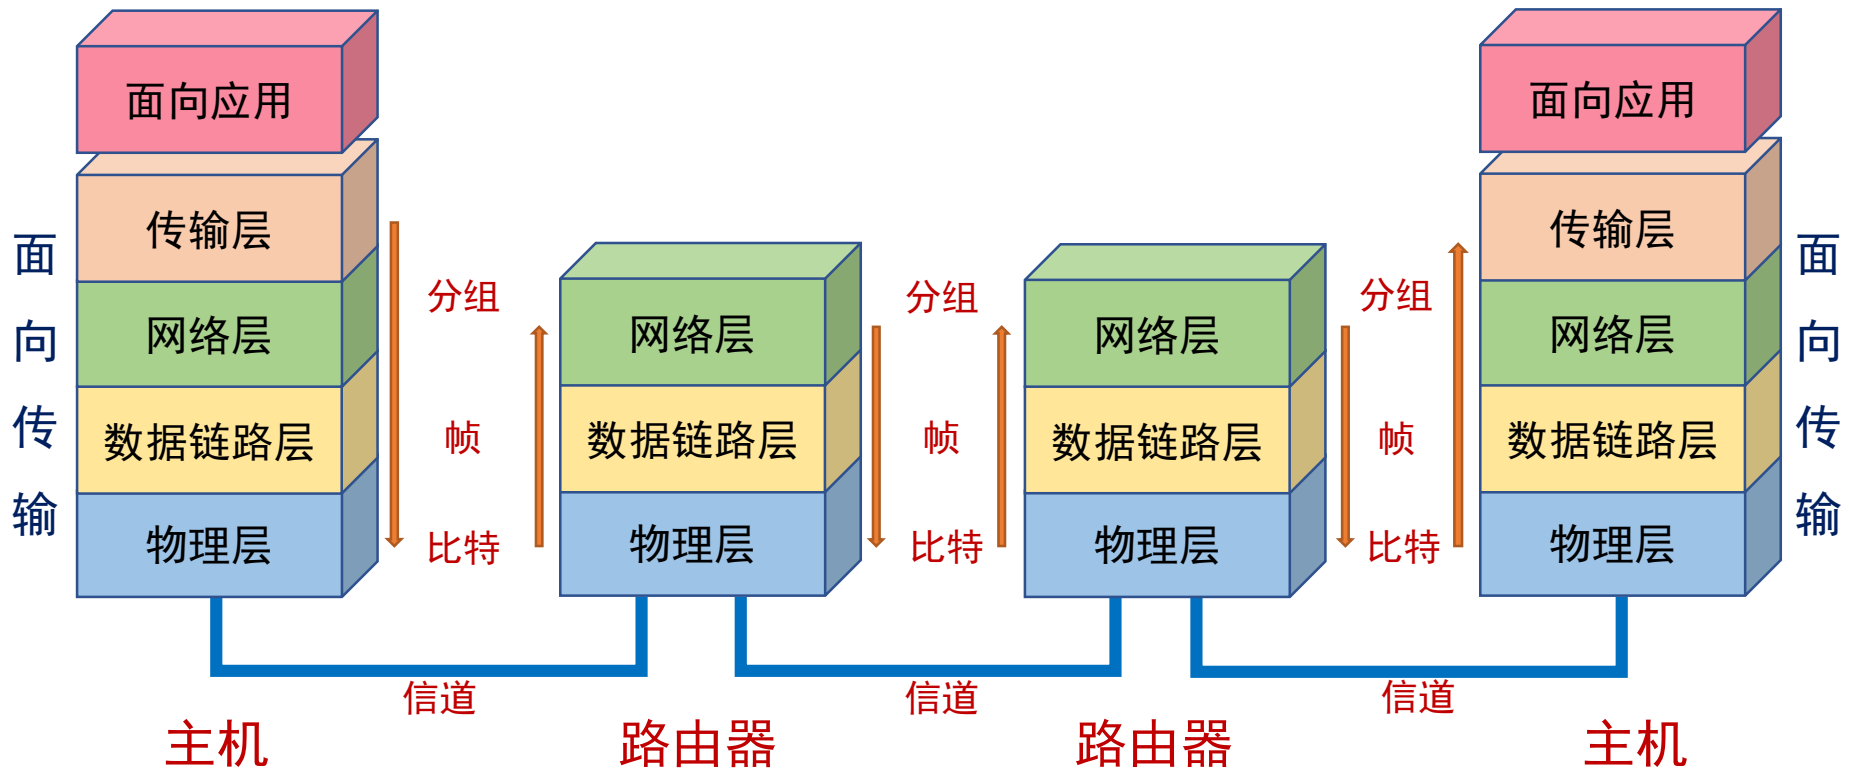 面向应用
传输层
网络层
数据链路层
物理层
面向传输
分组
帧
比特
网络层
数据链路层
物理层
分组
帧
比特
网络层
数据链路层
物理层
分组
帧
比特
面向应用
传输层
网络层
数据链路层
物理层
面向传输
信道
信道
信道
主机
路由器
路由器
主机